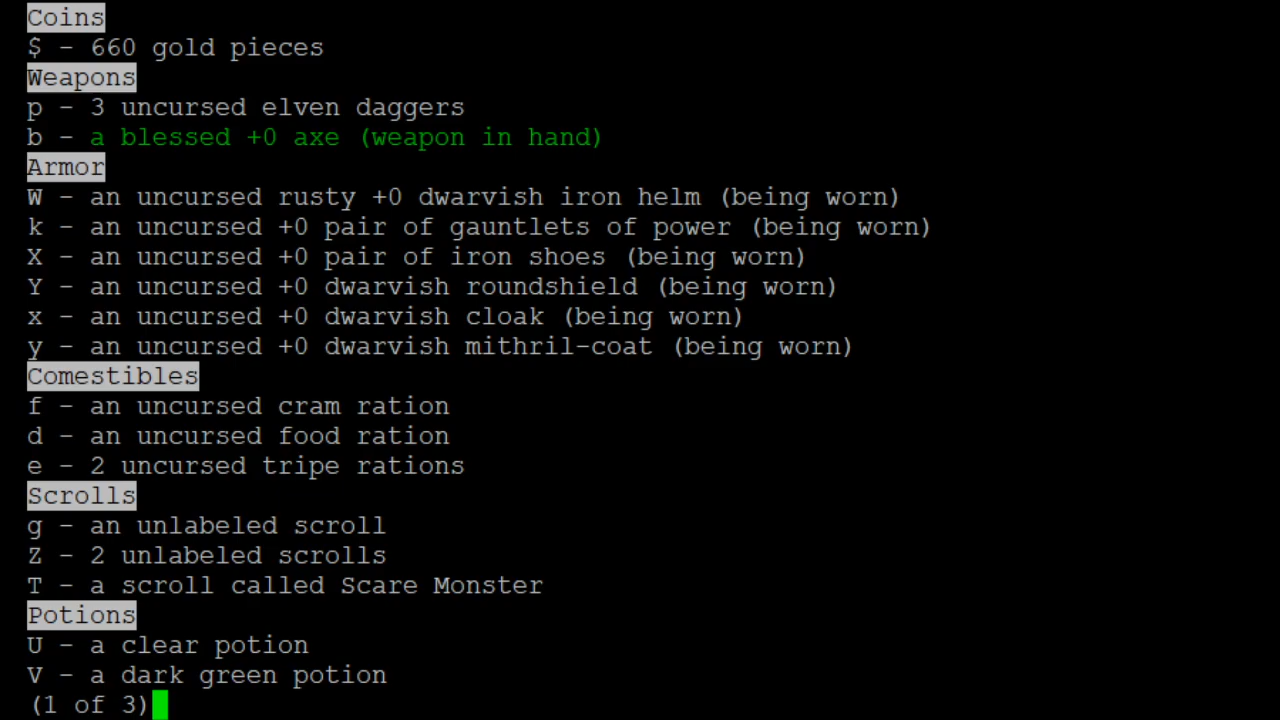 Coins
$ - 660 gold pieces
Weapons
p - 3 uncursed elven daggers
b - a blessed +0 axe (weapon in hand)
Armor
W - an uncursed rusty +0 dwarvish iron helm (being worn)
k - an uncursed +0 pair of gauntlets of power (being worn)
X - an uncursed +0 pair of iron shoes (being worn)
Y - an uncursed +0 dwarvish roundshield (being worn)
x - an uncursed +0 dwarvish cloak (being worn)
y - an uncursed +0 dwarvish mithril-coat (being worn)
Comestibles
f - an uncursed cram ration
d - an uncursed food ration
e - 2 uncursed tripe rations
Scrolls
g - an unlabeled scroll
Z - 2 unlabeled scrolls
T - a scroll called Scare Monster
Potions
U - a clear potion
V - a dark green potion
(1 of 3)